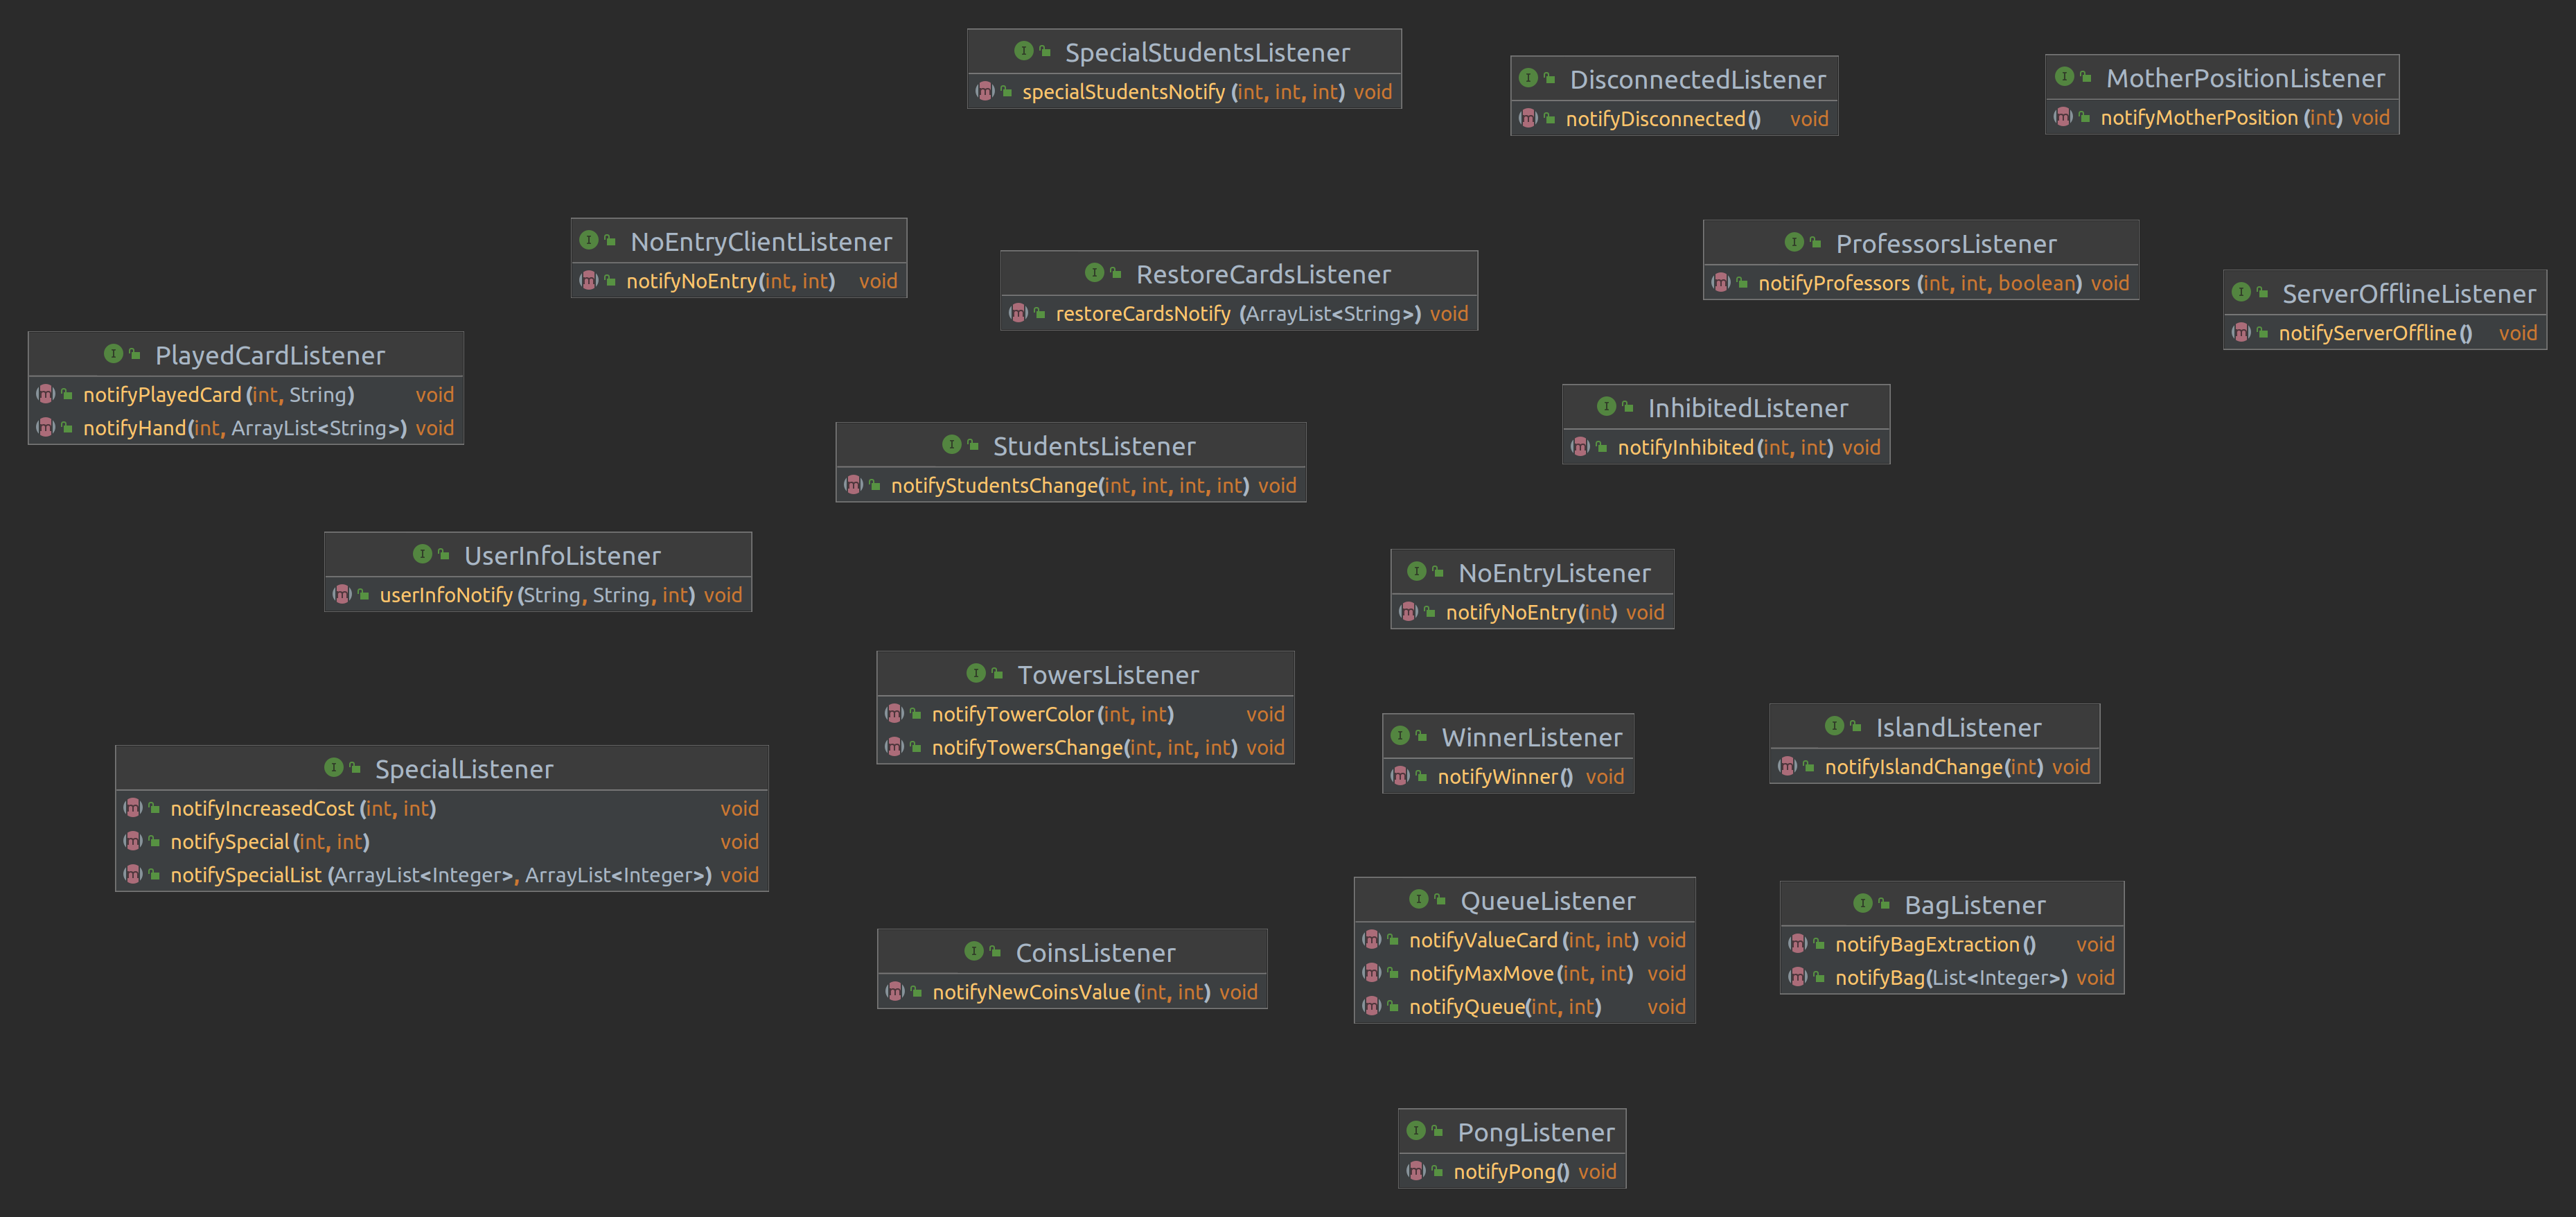 SpecialStudentsListener
specialStudentsNotify (int, int, int) void
DisconnectedListener
notifyDisconnected() void
MotherPositionListener
notifyMotherPosition (int) void
NoEntryClientListener
notifyNoEntry(int, int) void
RestoreCardsListener
restoreCardsNotify (ArrayList<String>) void
ProfessorsListener
notifyProfessors (int, int, boolean) void
ServerOfflineListener
notifyServerOffline() void
PlayedCardListener
notifyPlayedCard (int, String) void
notifyHand(int, ArrayList<String>) void
InhibitedListener
notifyInhibited(int, int) void
StudentsListener
notifyStudentsChange(int, int, int, int) void
UserInfoListener
userInfoNotify (String, String, int) void
NoEntryListener
notifyNoEntry(int) void
TowersListener
notifyTowerColor (int, int) void
notifyTowersChange(int, int, int) void
WinnerListener
notifyWinner() void
IslandListener
notifyIslandChange(int) void
SpecialListener
notifyIncreasedCost (int, int) void
notifySpecial (int, int) void
notifySpecialList (ArrayList<Integer>, ArrayList<Integer>) void
CoinsListener
notifyNewCoinsValue (int, int) void
QueueListener
notifyValueCard (int, int) void
notifyMaxMove (int, int) void
notifyQueue(int, int) void
BagListener
notifyBagExtraction() void
notifyBag(List<Integer>) void
PongListener
notifyPong() void